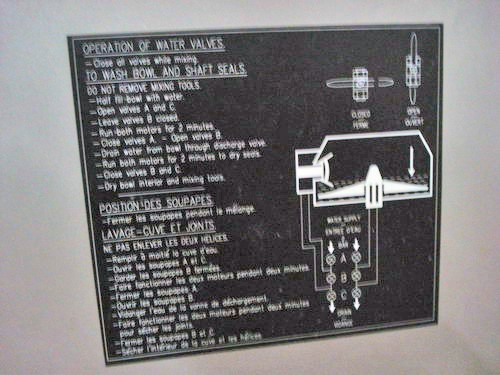 OPERATION OF WATER VALVES.
- Close all valves while mixing.
TO WASH BOWL AND SHAFT SEALS.
DO NOT REMOVE MIXING TOOLS.
- Half fill bowl with water.
- Open valves A and C.
- Leave valves B closed.
- Run both motors for 2 minutes.
- Close valves A - Open valves B.
- Drain water from bowl through discharge valve.
- Run both motors for 2 minutes to dry seals.
- Close valves B and C.
- Dry bowl interior and mixing tools.
POSITION DES SOUPAPES
- Fermer les soupapes pendant le mélange.
LAVAGE-CUVE ET JOINTS.
NE PAS ENLEVER LES DEUX HELICES.
- Remplir à moitié la cuve d'eau.
- Ouvrir les soupapes A et C.
- Garder les soupapes B fermées.
- Faire fonctionner les deux moteurs pendant deux minutes.
- Fermer les soupapes A.
- Ouvrir les soupapes B.
- Vidanger l'eau de la vanne de déchargement.
- Faire fonctionner les deux moteurs pendant deux minutes
pour sécher les joints.
- Fermer les soupapes B et C.
- Sécher l'intérieur de la cuve et les hélices
CLOSED
FERME
OPEN
OUVERT
WATER SUPPLY
ENTREE D'EAU
BAR
A
B
C
DRAIN
VIDANGE